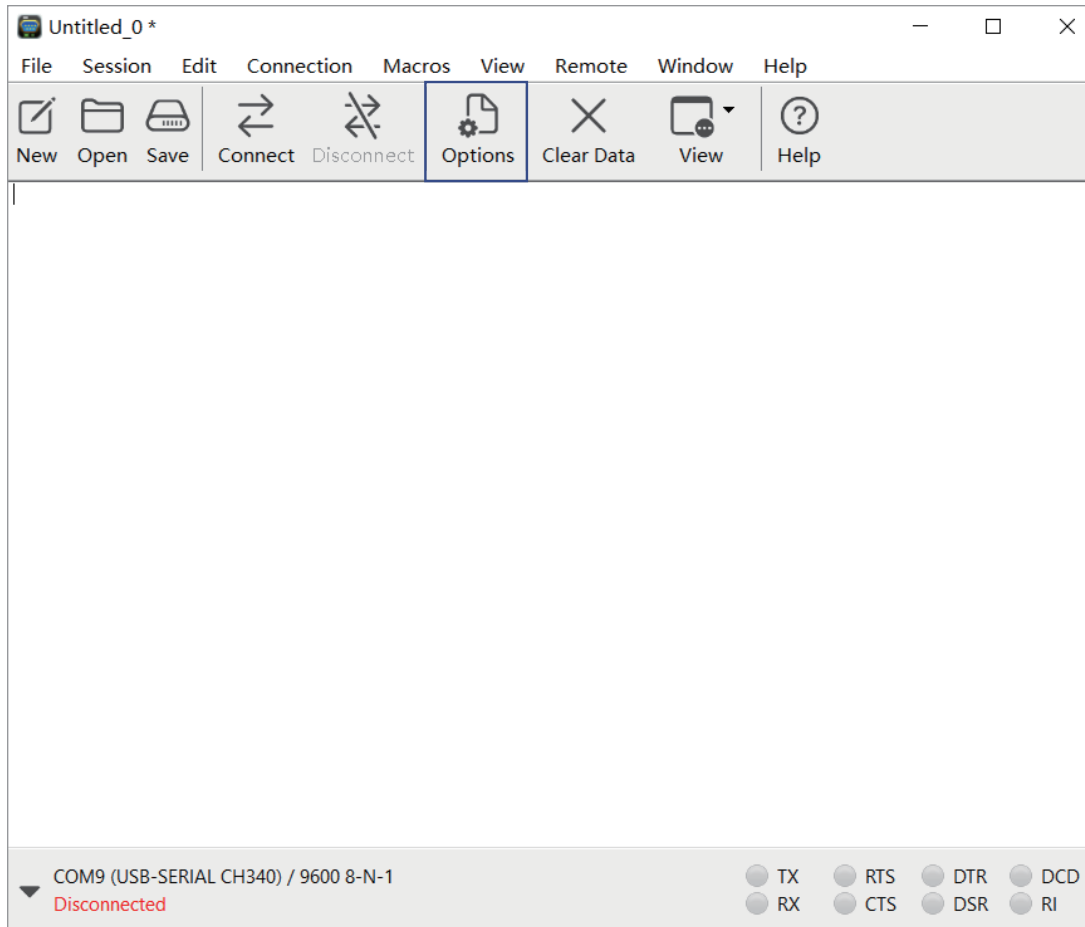 Untitled_0 *
File Session Edit Connection Macros View Remote Window Help
New Open Save Connect Disconnect Options Clear Data View Help
COM9 (USB-SERIAL CH340) / 9600 8-N-1 TX RTS DTR DCD
Disconnected RX CTS DSR RI